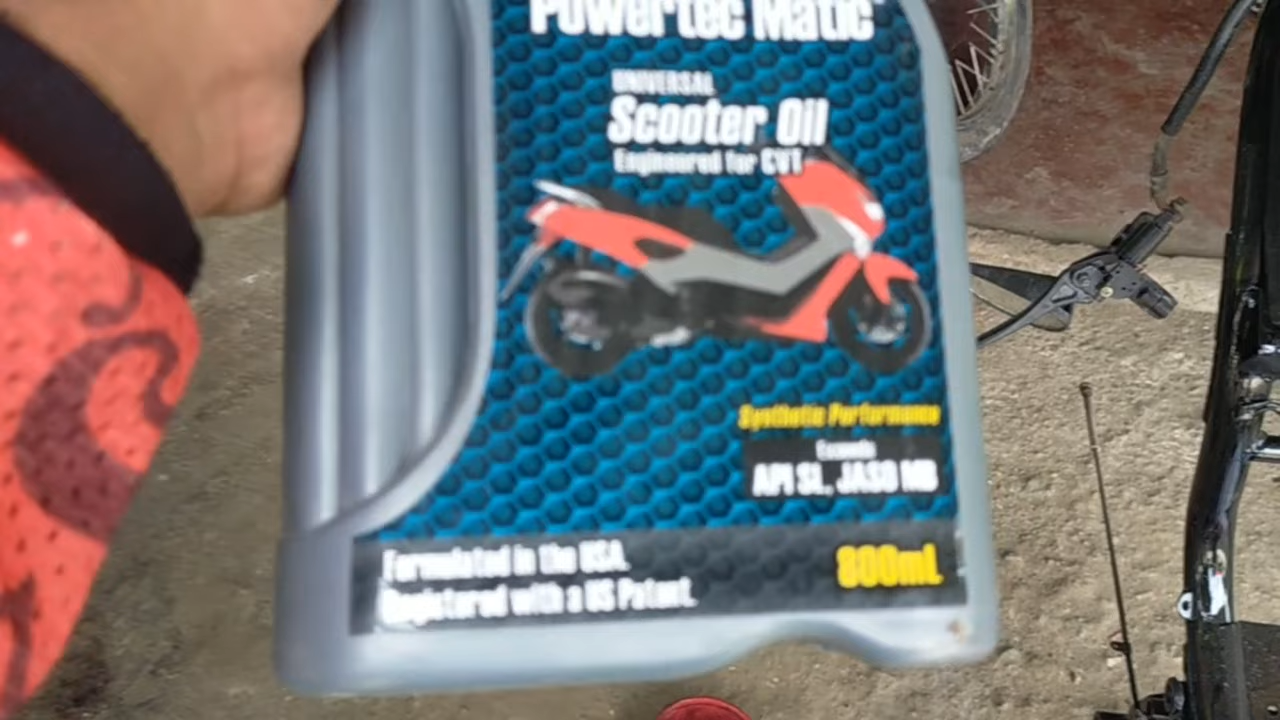 Powertec Matic
UNIVERSAL
Scooter Oil
Engineered for CVT
Synthetic Performance
Exceeds
API SL, JASO MB
Formulated in the USA.
Registered with a US Patent.
800mL